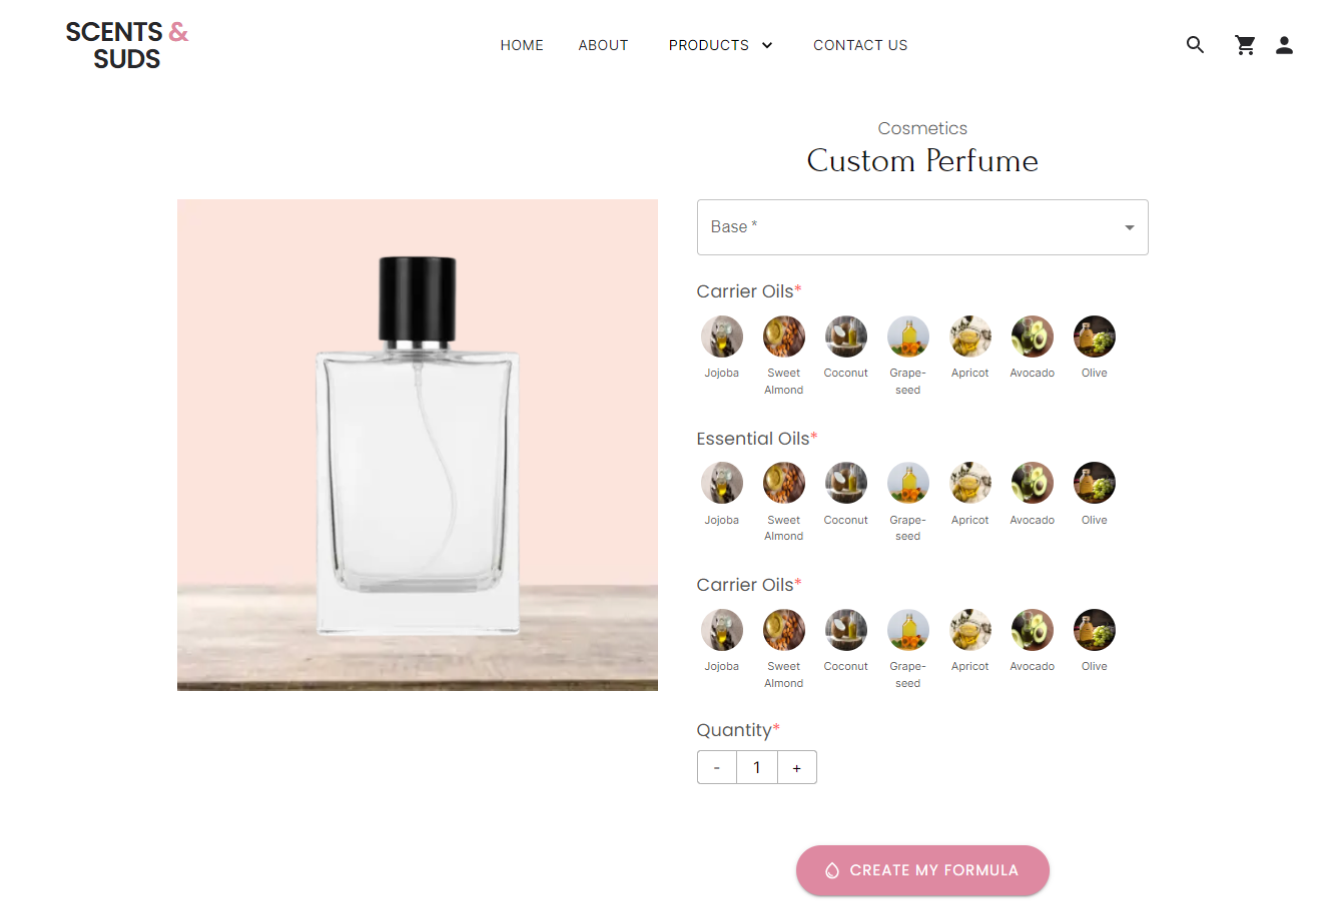 SCENTS &
SUDS
HOME ABOUT PRODUCTS CONTACT US
Cosmetics
Custom Perfume
Base *
Carrier Oils*
Jojoba Sweet Almond Coconut Grape-seed Apricot Avocado Olive
Essential Oils*
Jojoba Sweet Almond Coconut Grape-seed Apricot Avocado Olive
Carrier Oils*
Jojoba Sweet Almond Coconut Grape-seed Apricot Avocado Olive
Quantity*
- 1 +
CREATE MY FORMULA